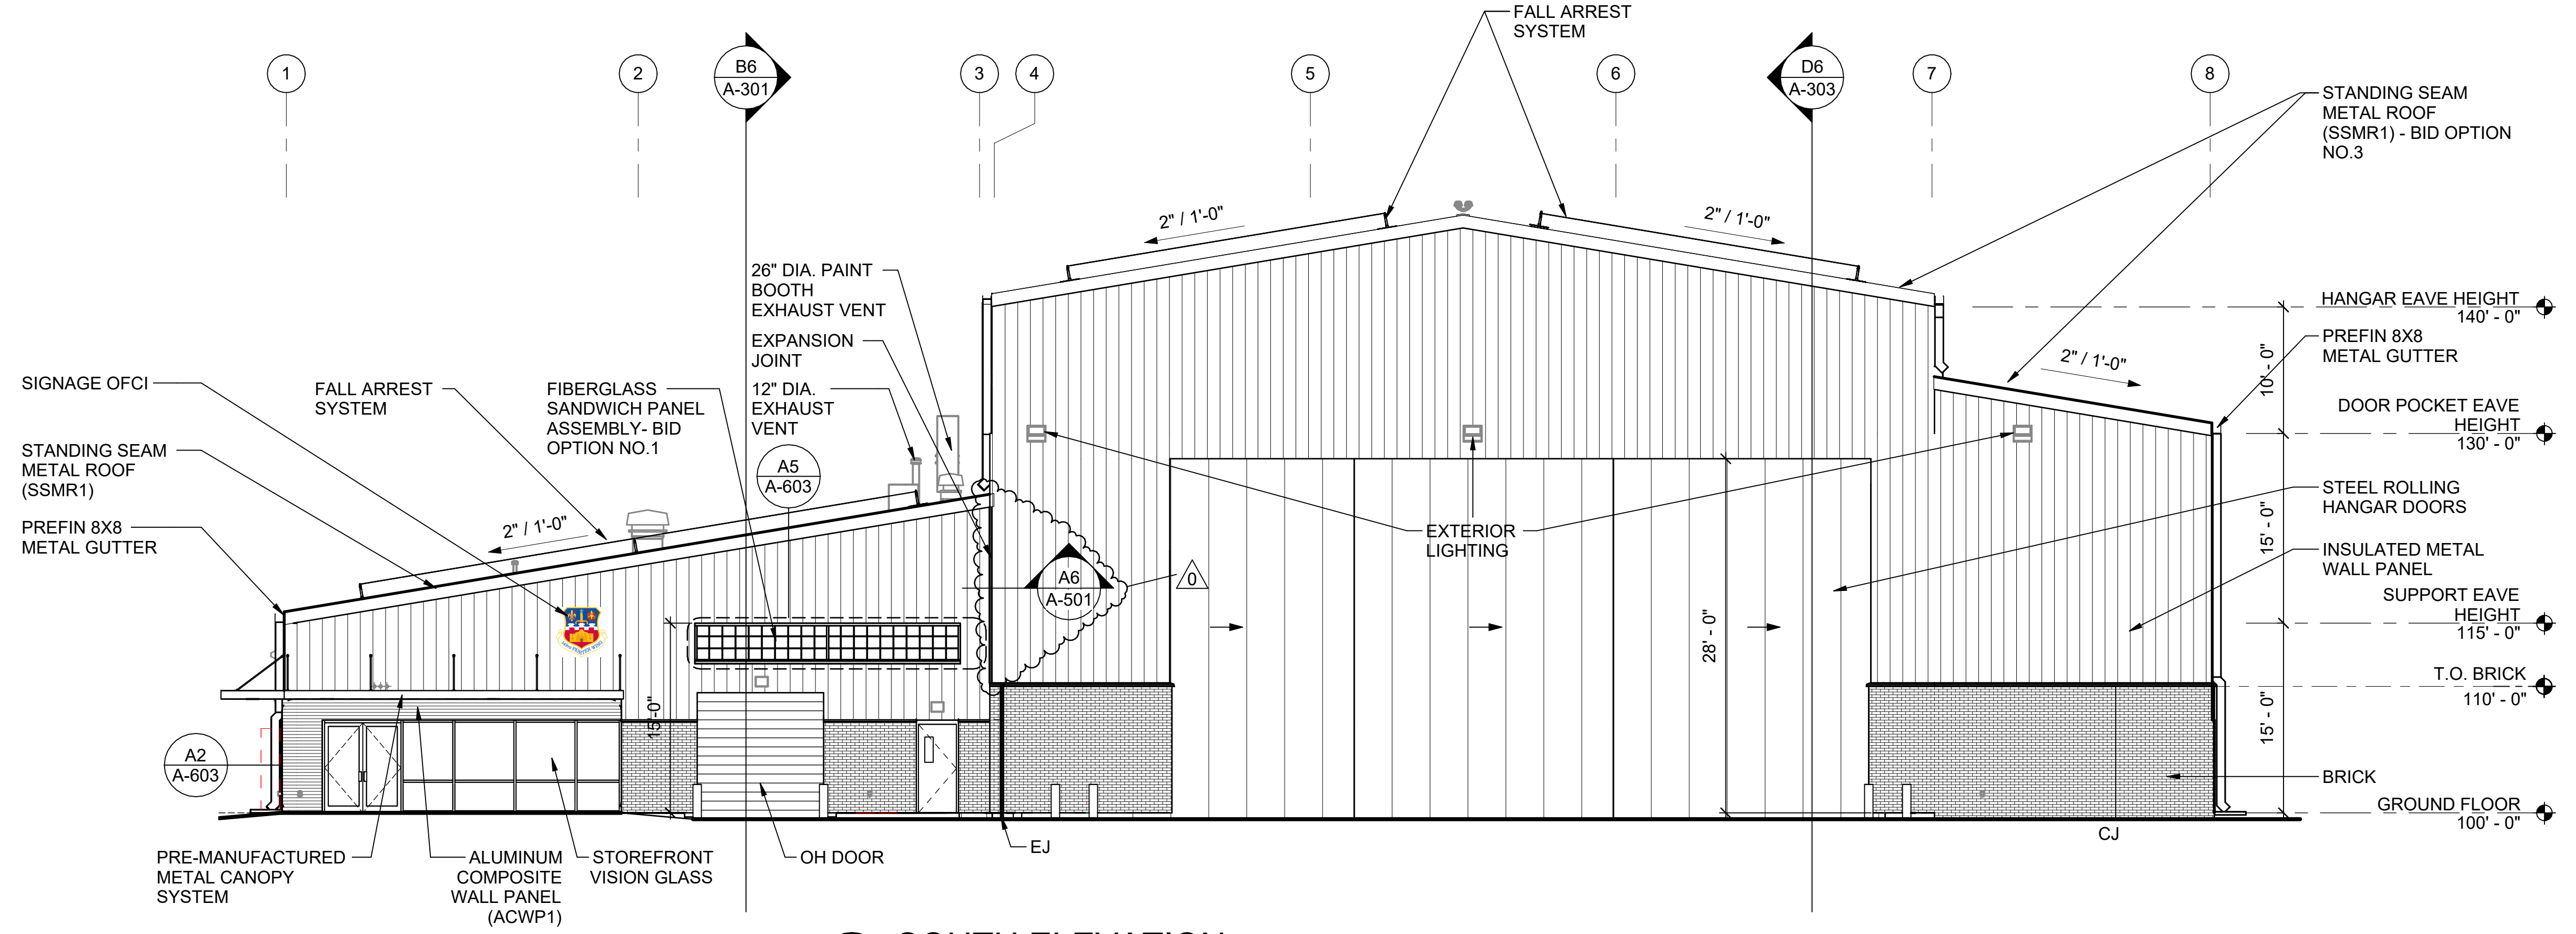 FALL ARREST
SYSTEM
1
2
B6
A-301
3
4
5
6
D6
A-303
7
8
STANDING SEAM
METAL ROOF
(SSMR1) - BID OPTION
NO.3
2" / 1'-0"
2" / 1'-0"
26" DIA. PAINT
BOOTH
EXHAUST VENT
EXPANSION
JOINT
12" DIA.
EXHAUST
VENT
HANGAR EAVE HEIGHT
140' - 0"
PREFIN 8X8
METAL GUTTER
2" / 1'-0"
10' - 0"
SIGNAGE OFCI
FALL ARREST
SYSTEM
FIBERGLASS
SANDWICH PANEL
ASSEMBLY- BID
OPTION NO.1
DOOR POCKET EAVE
HEIGHT
130' - 0"
STANDING SEAM
METAL ROOF
(SSMR1)
A5
A-603
STEEL ROLLING
HANGAR DOORS
PREFIN 8X8
METAL GUTTER
2" / 1'-0"
EXTERIOR
LIGHTING
15' - 0"
INSULATED METAL
WALL PANEL
A6
A-501
0
SUPPORT EAVE
HEIGHT
115' - 0"
28' - 0"
T.O. BRICK
110' - 0"
15'-0"
15' - 0"
A2
A-603
BRICK
GROUND FLOOR
100' - 0"
CJ
EJ
PRE-MANUFACTURED
METAL CANOPY
SYSTEM
ALUMINUM
COMPOSITE
WALL PANEL
(ACWP1)
STOREFRONT
VISION GLASS
OH DOOR
SOUTH ELEVATION